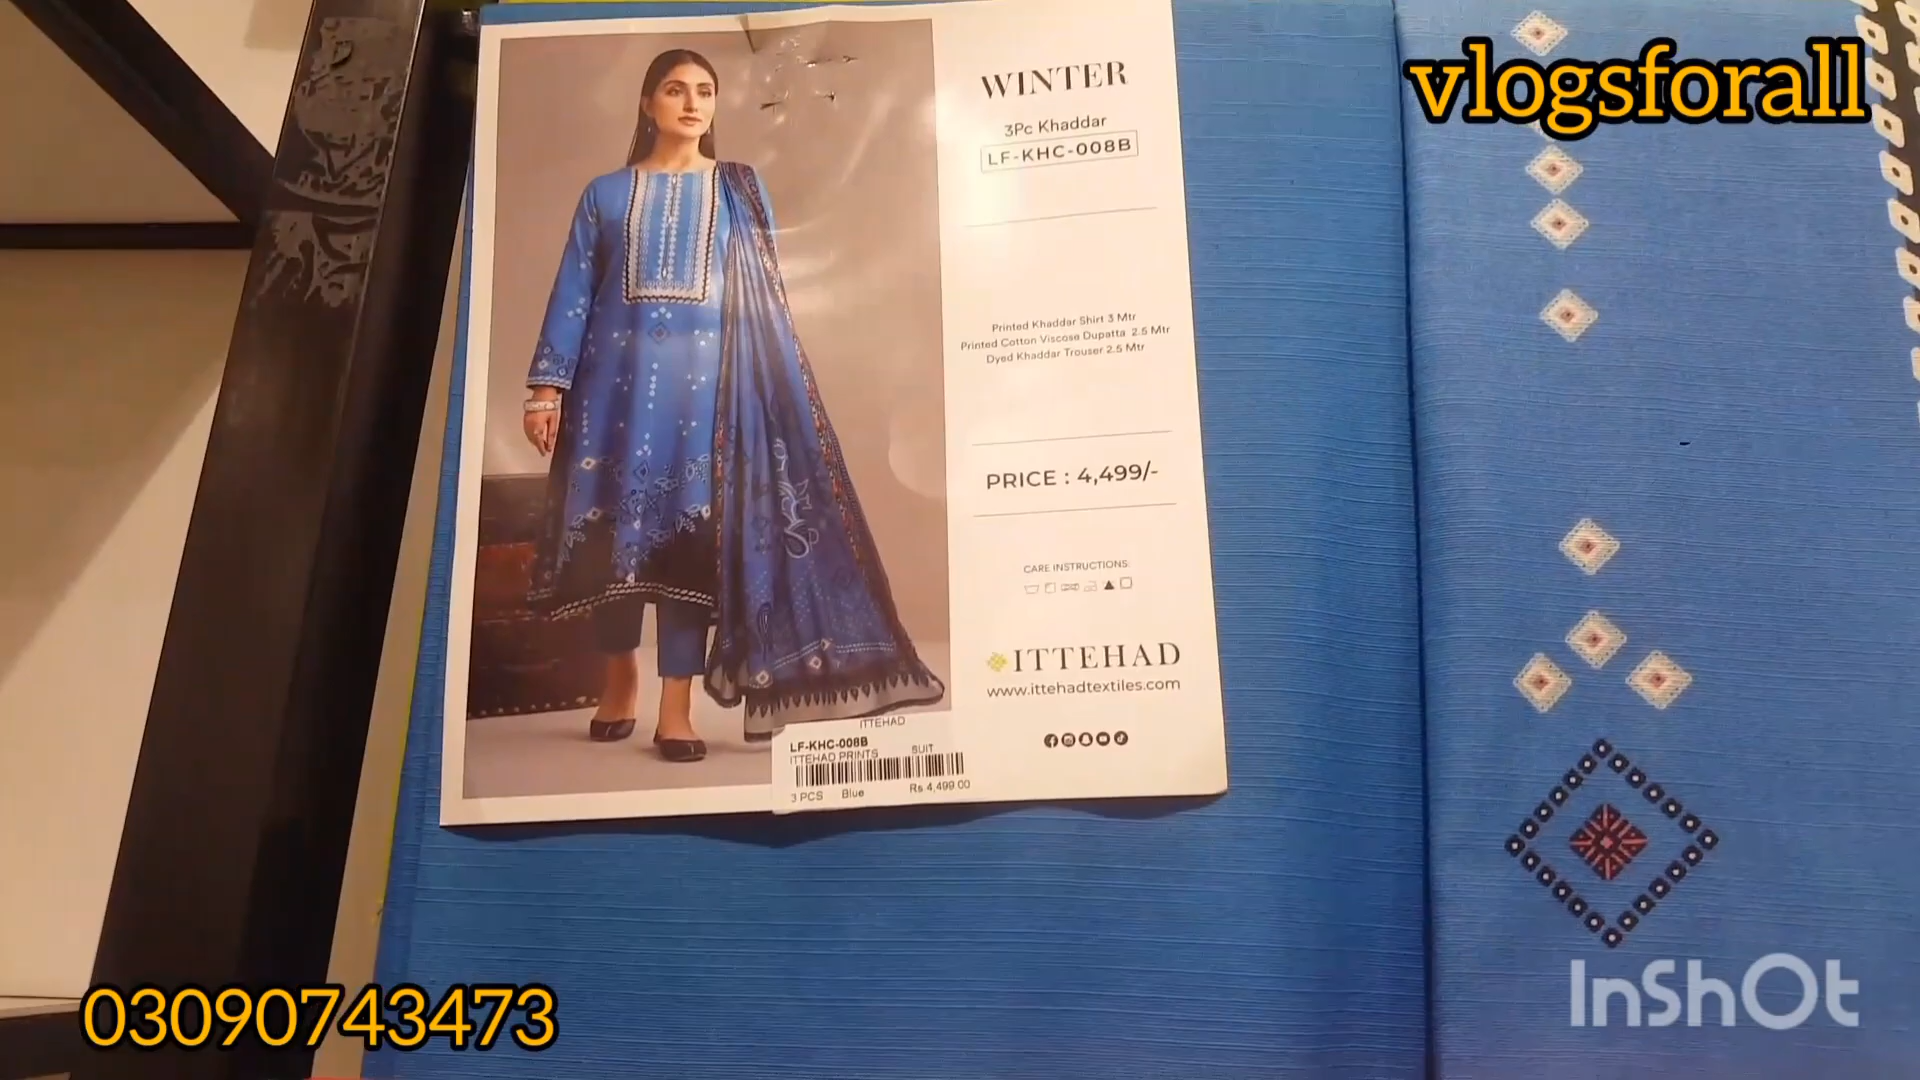 vlogsforall
WINTER
3Pc Khaddar
LF-KHC-008B
Printed Khaddar Shirt 3 Mtr
Printed Cotton Viscose Dupatta 2.5 Mtr
Dyed Khaddar Trouser 2.5 Mtr
PRICE : 4,499/-
CARE INSTRUCTIONS:
ITTEHAD
www.ittehadtextiles.com
ITTEHAD
LF-KHC-008B
ITTEHAD PRINTS SUIT
3 PCS Blue Rs 4,499.00
03090743473
InShOt